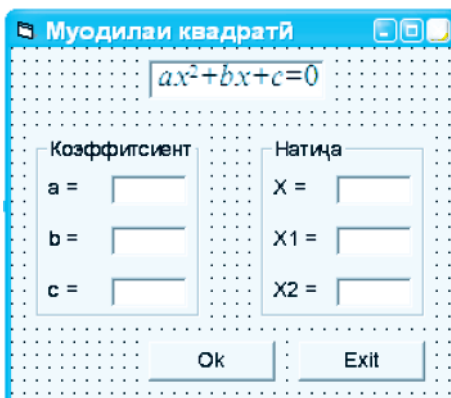 Муодилаи квадратӣ
ax²+bx+c=0
Коэффитсиент
a =
b =
c =
Натиҷа
X =
X1 =
X2 =
Ok Exit